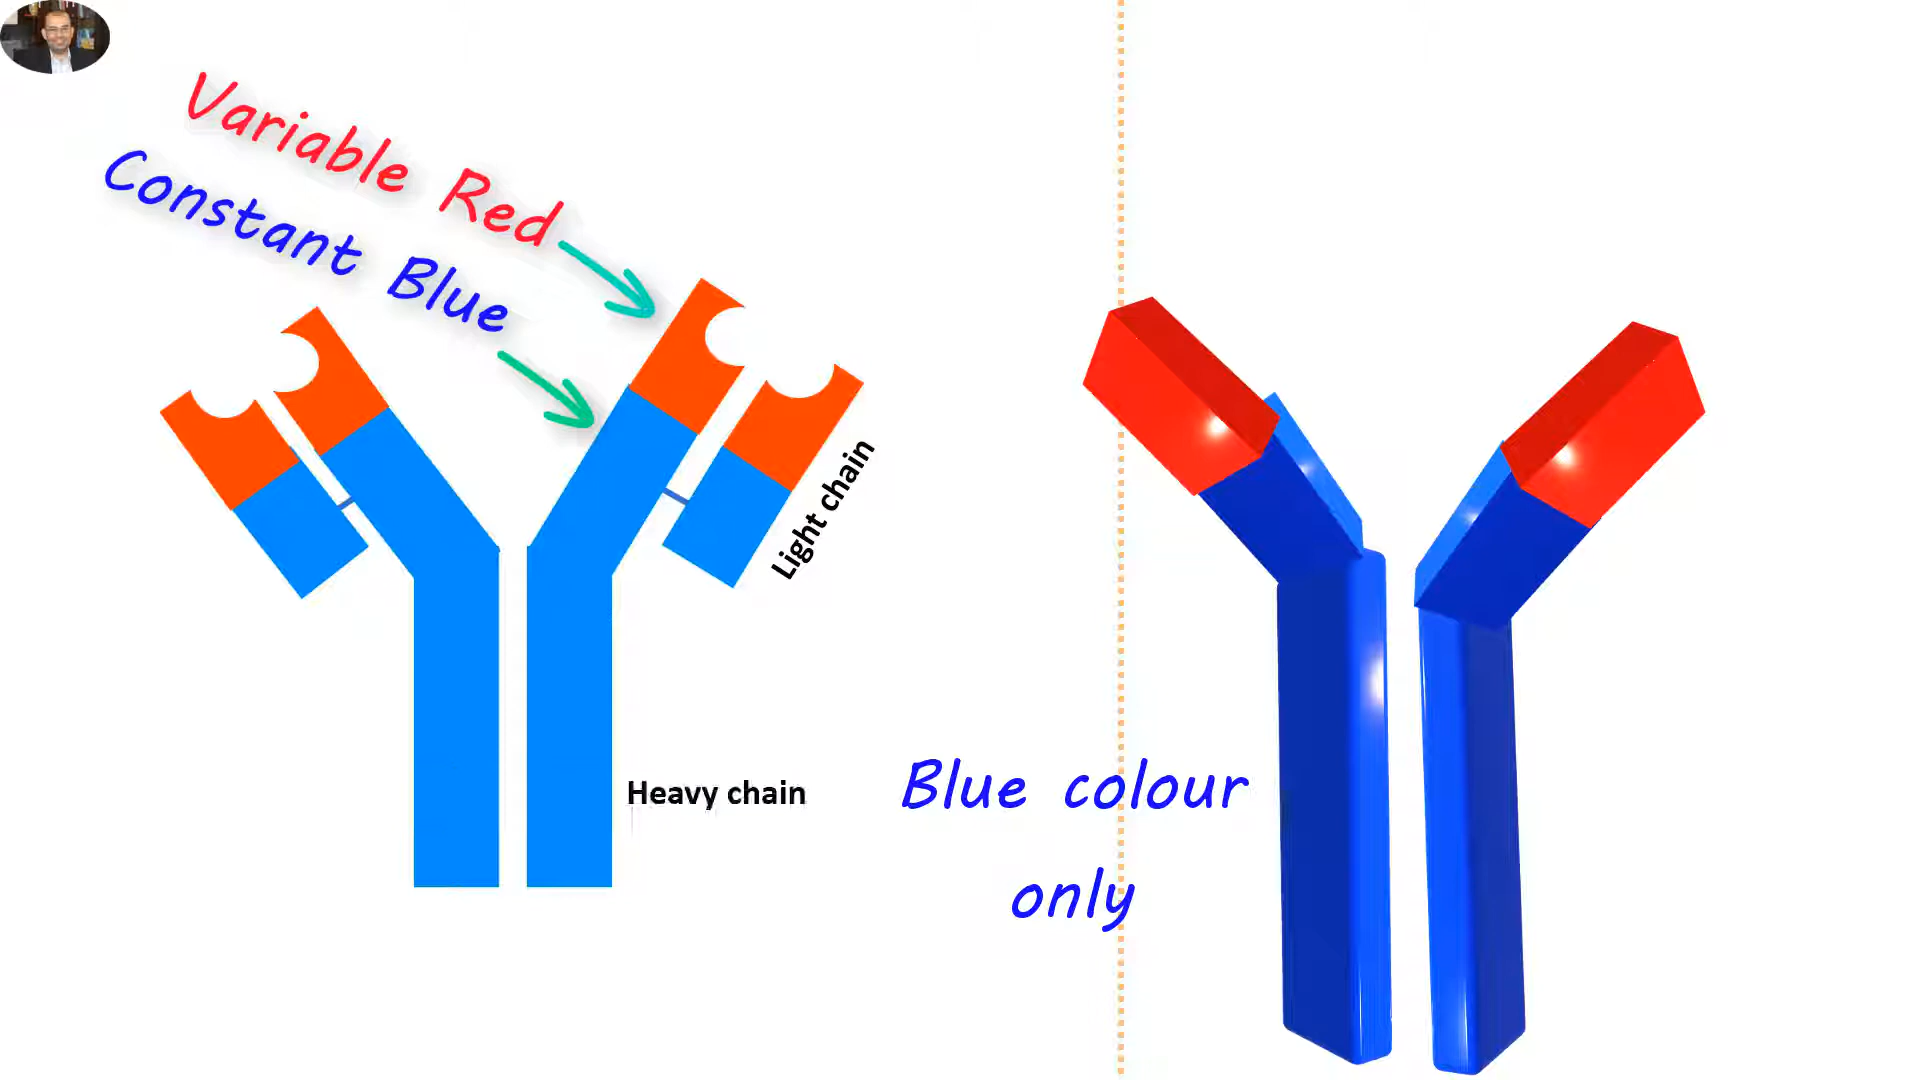 Variable Red
Constant Blue
Light chain
Heavy chain
Blue colour
only